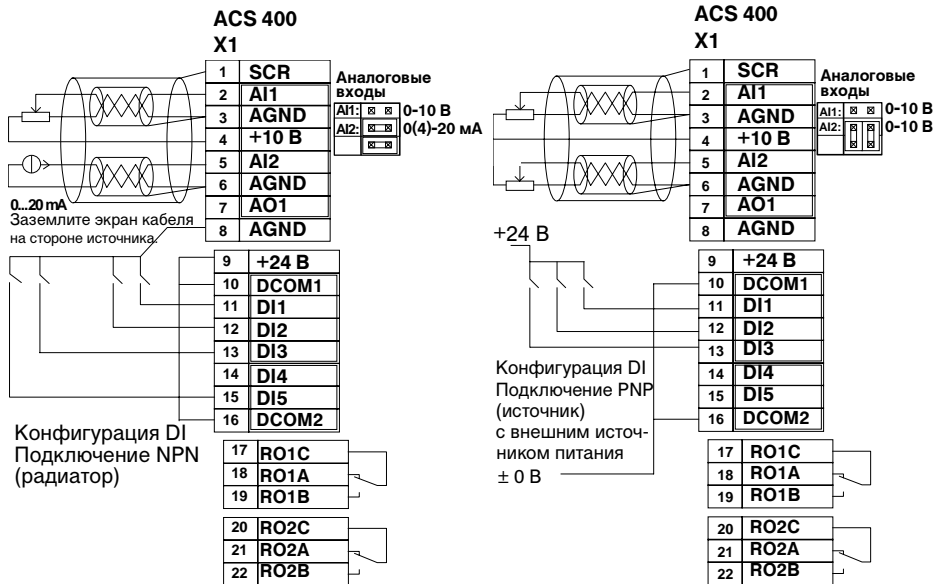 ACS 400
X1
1 SCR
2 AI1
3 AGND
4 +10 В
5 AI2
6 AGND
7 AO1
8 AGND
Аналоговые
входы
AI1: 0-10 В
AI2: 0(4)-20 мА
0...20 mA
Заземлите экран кабеля
на стороне источника.
9 +24 В
10 DCOM1
11 DI1
12 DI2
13 DI3
14 DI4
15 DI5
16 DCOM2
Конфигурация DI
Подключение NPN
(радиатор)
17 RO1C
18 RO1A
19 RO1B
20 RO2C
21 RO2A
22 RO2B
ACS 400
X1
1 SCR
2 AI1
3 AGND
4 +10 В
5 AI2
6 AGND
7 AO1
8 AGND
Аналоговые
входы
AI1: 0-10 В
AI2: 0-10 В
+24 В
9 +24 В
10 DCOM1
11 DI1
12 DI2
13 DI3
14 DI4
15 DI5
16 DCOM2
Конфигурация DI
Подключение PNP
(источник)
с внешним источ-
ником питания
± 0 В
17 RO1C
18 RO1A
19 RO1B
20 RO2C
21 RO2A
22 RO2B